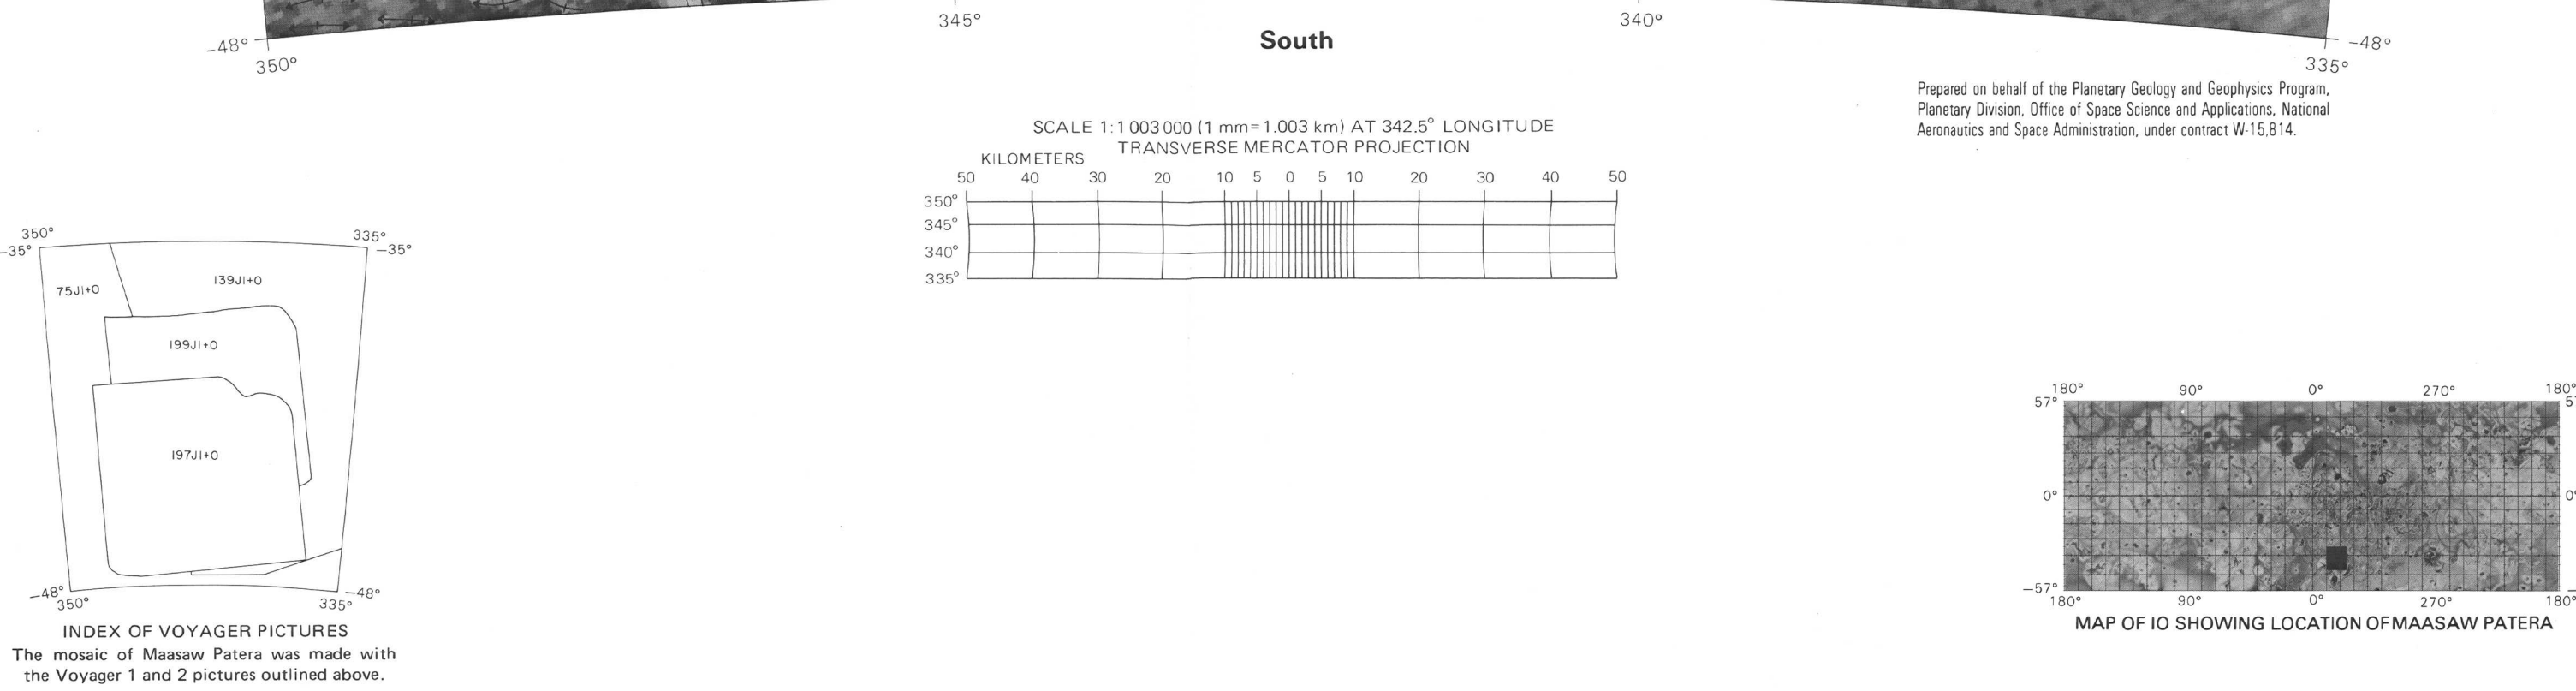 345°
340°
-48°
350°
South
-48°
335°
Prepared on behalf of the Planetary Geology and Geophysics Program,
Planetary Division, Office of Space Science and Applications, National
Aeronautics and Space Administration, under contract W-15,814.
SCALE 1:1 003 000 (1 mm=1.003 km) AT 342.5° LONGITUDE
TRANSVERSE MERCATOR PROJECTION
KILOMETERS
50 40 30 20 10 5 0 5 10 20 30 40 50
350°
345°
340°
335°
350° 335°
-35° -35°
75J1+0
139J1+0
199J1+0
197J1+0
-48° -48°
350° 335°
INDEX OF VOYAGER PICTURES
The mosaic of Maasaw Patera was made with
the Voyager 1 and 2 pictures outlined above.
180° 90° 0° 270° 180°
57°
0° 0°
-57°
180° 90° 0° 270° 180°
MAP OF IO SHOWING LOCATION OF MAASAW PATERA